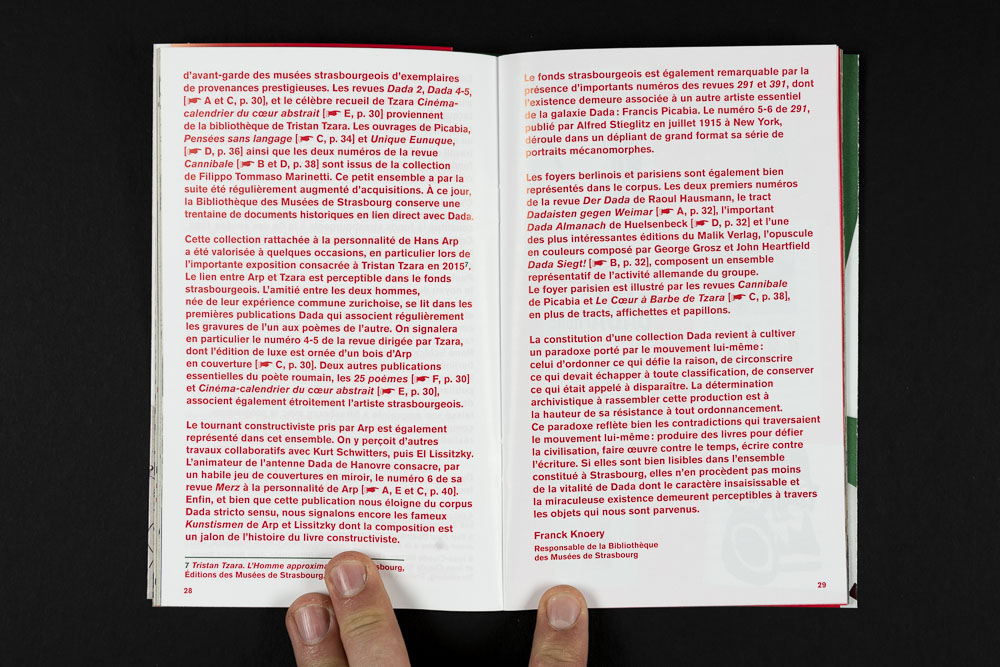 d'avant-garde des musées strasbourgeois d'exemplaires
de provenances prestigieuses. Les revues Dada 2, Dada 4-5,
[☛ A et C, p. 30], et le célèbre recueil de Tzara Cinéma-
calendrier du cœur abstrait [☛ E, p. 30] proviennent
de la bibliothèque de Tristan Tzara. Les ouvrages de Picabia,
Pensées sans langage [☛ C, p. 34] et Unique Eunuque,
[☛ D, p. 36] ainsi que les deux numéros de la revue
Cannibale [☛ B et D, p. 38] sont issus de la collection
de Filippo Tommaso Marinetti. Ce petit ensemble a par la
suite été régulièrement augmenté d'acquisitions. À ce jour,
la Bibliothèque des Musées de Strasbourg conserve une
trentaine de documents historiques en lien direct avec Dada.
Cette collection rattachée à la personnalité de Hans Arp
a été valorisée à quelques occasions, en particulier lors de
l'importante exposition consacrée à Tristan Tzara en 2015⁷.
Le lien entre Arp et Tzara est perceptible dans le fonds
strasbourgeois. L'amitié entre les deux hommes,
née de leur expérience commune zurichoise, se lit dans les
premières publications Dada qui associent régulièrement
les gravures de l'un aux poèmes de l'autre. On signalera
en particulier le numéro 4-5 de la revue dirigée par Tzara,
dont l'édition de luxe est ornée d'un bois d'Arp
en couverture [☛ C, p. 30]. Deux autres publications
essentielles du poète roumain, les 25 poèmes [☛ F, p. 30]
et Cinéma-calendrier du cœur abstrait [☛ E, p. 30],
associent également étroitement l'artiste strasbourgeois.
Le tournant constructiviste pris par Arp est également
représenté dans cet ensemble. On y perçoit d'autres
travaux collaboratifs avec Kurt Schwitters, puis El Lissitzky.
L'animateur de l'antenne Dada de Hanovre consacre, par
un habile jeu de couvertures en miroir, le numéro 6 de sa
revue Merz à la personnalité de Arp [☛ A, E et C, p. 40].
Enfin, et bien que cette publication nous éloigne du corpus
Dada stricto sensu, nous signalons encore les fameux
Kunstismen de Arp et Lissitzky dont la composition est
un jalon de l'histoire du livre constructiviste.
7 Tristan Tzara. L'Homme approxima
Éditions des Musées de Strasbourg,
28
Le fonds strasbourgeois est également remarquable par la
présence d'importants numéros des revues 291 et 391, dont
l'existence demeure associée à un autre artiste essentiel
de la galaxie Dada : Francis Picabia. Le numéro 5-6 de 291,
publié par Alfred Stieglitz en juillet 1915 à New York,
déroule dans un dépliant de grand format sa série de
portraits mécanomorphes.
Les foyers berlinois et parisiens sont également bien
représentés dans le corpus. Les deux premiers numéros
de la revue Der Dada de Raoul Hausmann, le tract
Dadaisten gegen Weimar [☛ A, p. 32], l'important
Dada Almanach de Huelsenbeck [☛ D, p. 32] et l'une
des plus intéressantes éditions du Malik Verlag, l'opuscule
en couleurs composé par George Grosz et John Heartfield
Dada Siegt! [☛ B, p. 32], composent un ensemble
représentatif de l'activité allemande du groupe.
Le foyer parisien est illustré par les revues Cannibale
de Picabia et Le Cœur à Barbe de Tzara [☛ C, p. 38],
en plus de tracts, affichettes et papillons.
La constitution d'une collection Dada revient à cultiver
un paradoxe porté par le mouvement lui-même :
celui d'ordonner ce qui défie la raison, de circonscrire
ce qui devait échapper à toute classification, de conserver
ce qui était appelé à disparaître. La détermination
archivistique à rassembler cette production est à
la hauteur de sa résistance à tout ordonnancement.
Ce paradoxe reflète bien les contradictions qui traversaient
le mouvement lui-même : produire des livres pour défier
la civilisation, faire œuvre contre le temps, écrire contre
l'écriture. Si elles sont bien lisibles dans l'ensemble
constitué à Strasbourg, elles n'en procèdent pas moins
de la vitalité de Dada dont le caractère insaisissable et
la miraculeuse existence demeurent perceptibles à travers
les objets qui nous sont parvenus.
Franck Knoery
Responsable de la Bibliothèque
des Musées de Strasbourg
29